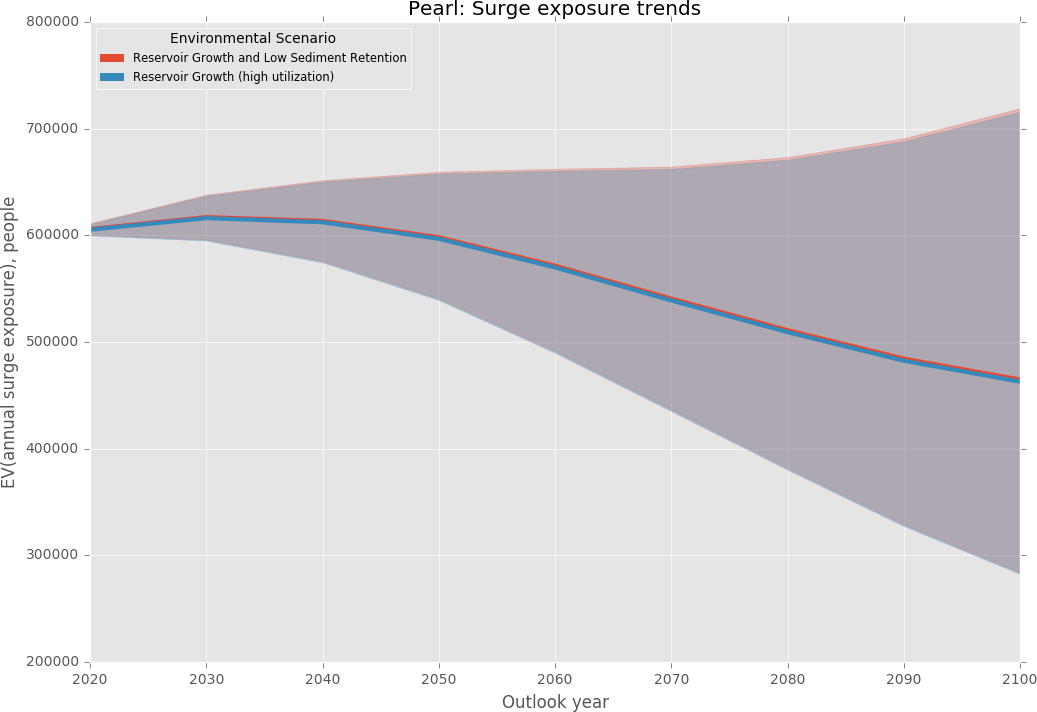 Pearl: Surge exposure trends
Environmental Scenario
Reservoir Growth and Low Sediment Retention
Reservoir Growth (high utilization)
EV(annual surge exposure), people
800000
700000
600000
500000
400000
300000
200000
2020 2030 2040 2050 2060 2070 2080 2090 2100
Outlook year